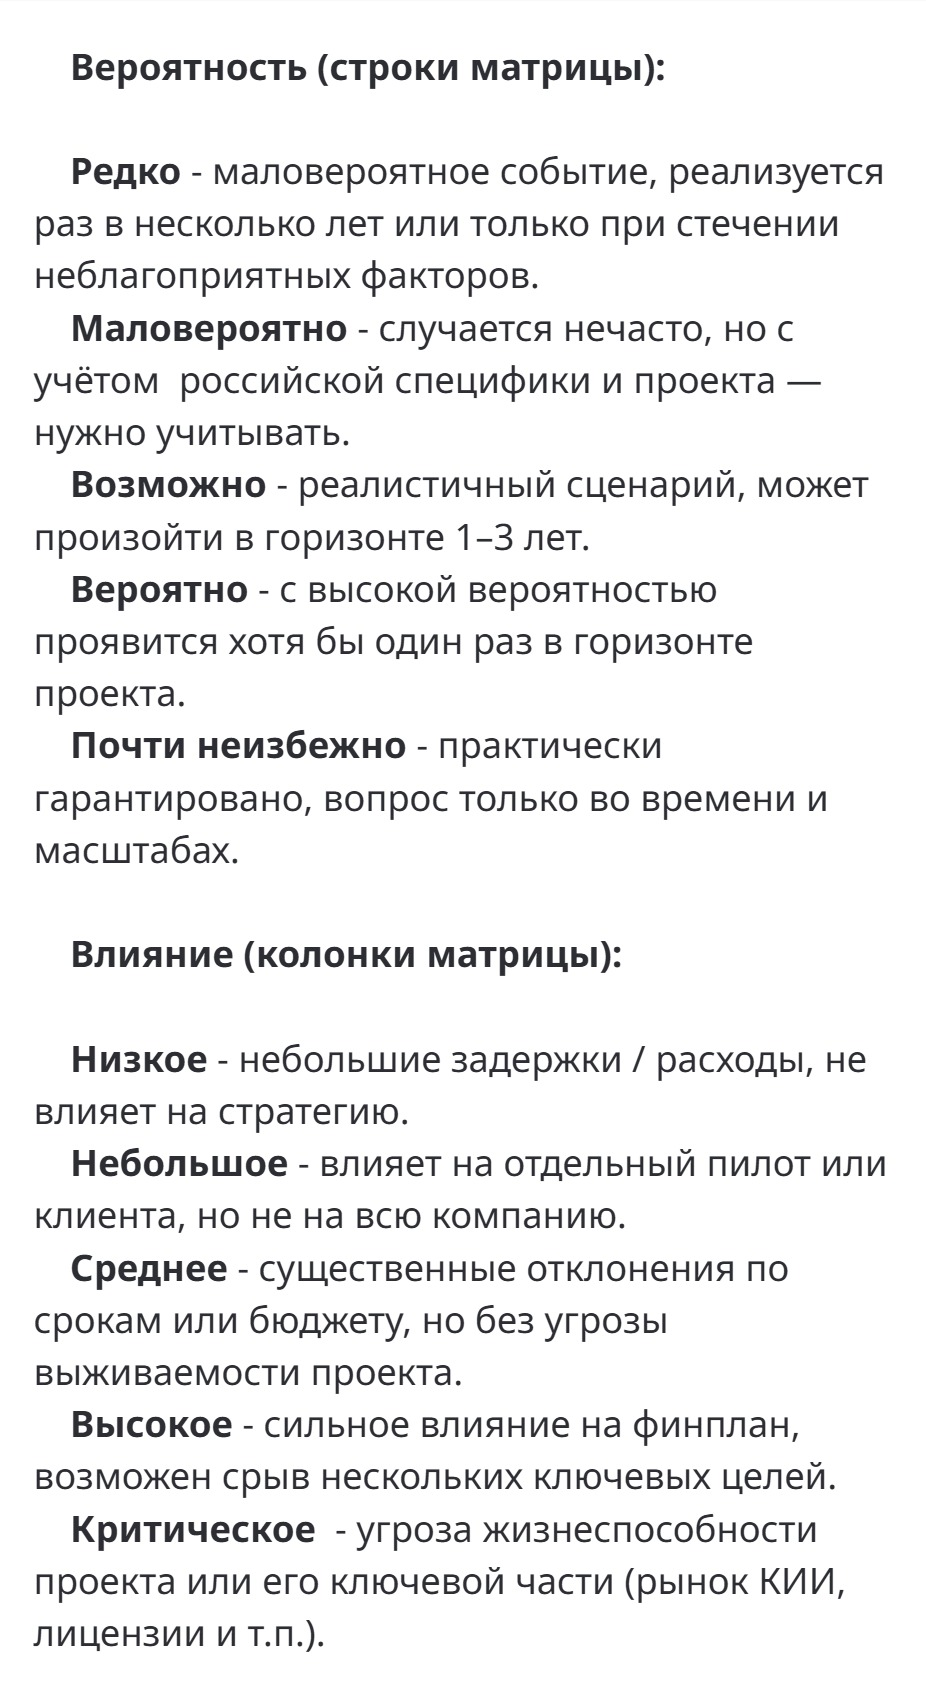 Вероятность (строки матрицы):
Редко - маловероятное событие, реализуется
раз в несколько лет или только при стечении
неблагоприятных факторов.
Маловероятно - случается нечасто, но с
учётом  российской специфики и проекта —
нужно учитывать.
Возможно - реалистичный сценарий, может
произойти в горизонте 1–3 лет.
Вероятно - с высокой вероятностью
проявится хотя бы один раз в горизонте
проекта.
Почти неизбежно - практически
гарантировано, вопрос только во времени и
масштабах.
Влияние (колонки матрицы):
Низкое - небольшие задержки / расходы, не
влияет на стратегию.
Небольшое - влияет на отдельный пилот или
клиента, но не на всю компанию.
Среднее - существенные отклонения по
срокам или бюджету, но без угрозы
выживаемости проекта.
Высокое - сильное влияние на финплан,
возможен срыв нескольких ключевых целей.
Критическое  - угроза жизнеспособности
проекта или его ключевой части (рынок КИИ,
лицензии и т.п.).